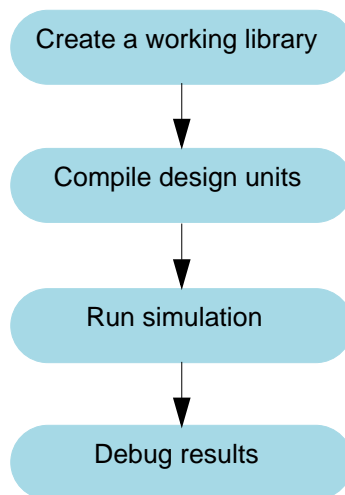 Create a working library
Compile design units
Run simulation
Debug results